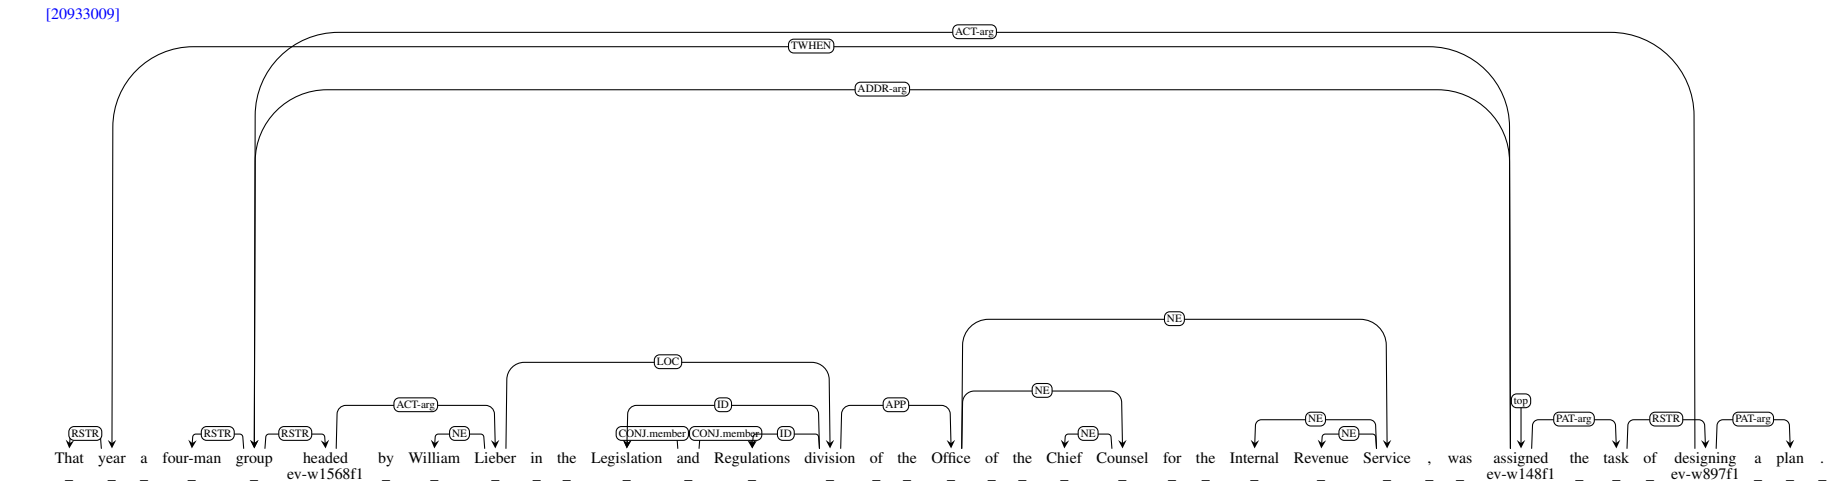 [20933009]
ACT-arg
TWHEN
ADDR-arg
NE
LOC
NE
top
ACT-arg ID APP
NE PAT-arg RSTR PAT-arg
RSTR RSTR RSTR NE CONJ.member CONJ.member ID NE NE
That year a four-man group headed by William Lieber in the Legislation and Regulations division of the Office of the Chief Counsel for the Internal Revenue Service , was assigned the task of designing a plan .
_ _ _ _ _ ev-w1568f1 _ _ _ _ _ _ _ _ _ _ _ _ _ _ _ _ _ _ _ _ _ _ _ ev-w148f1 _ _ _ ev-w897f1 _ _ _